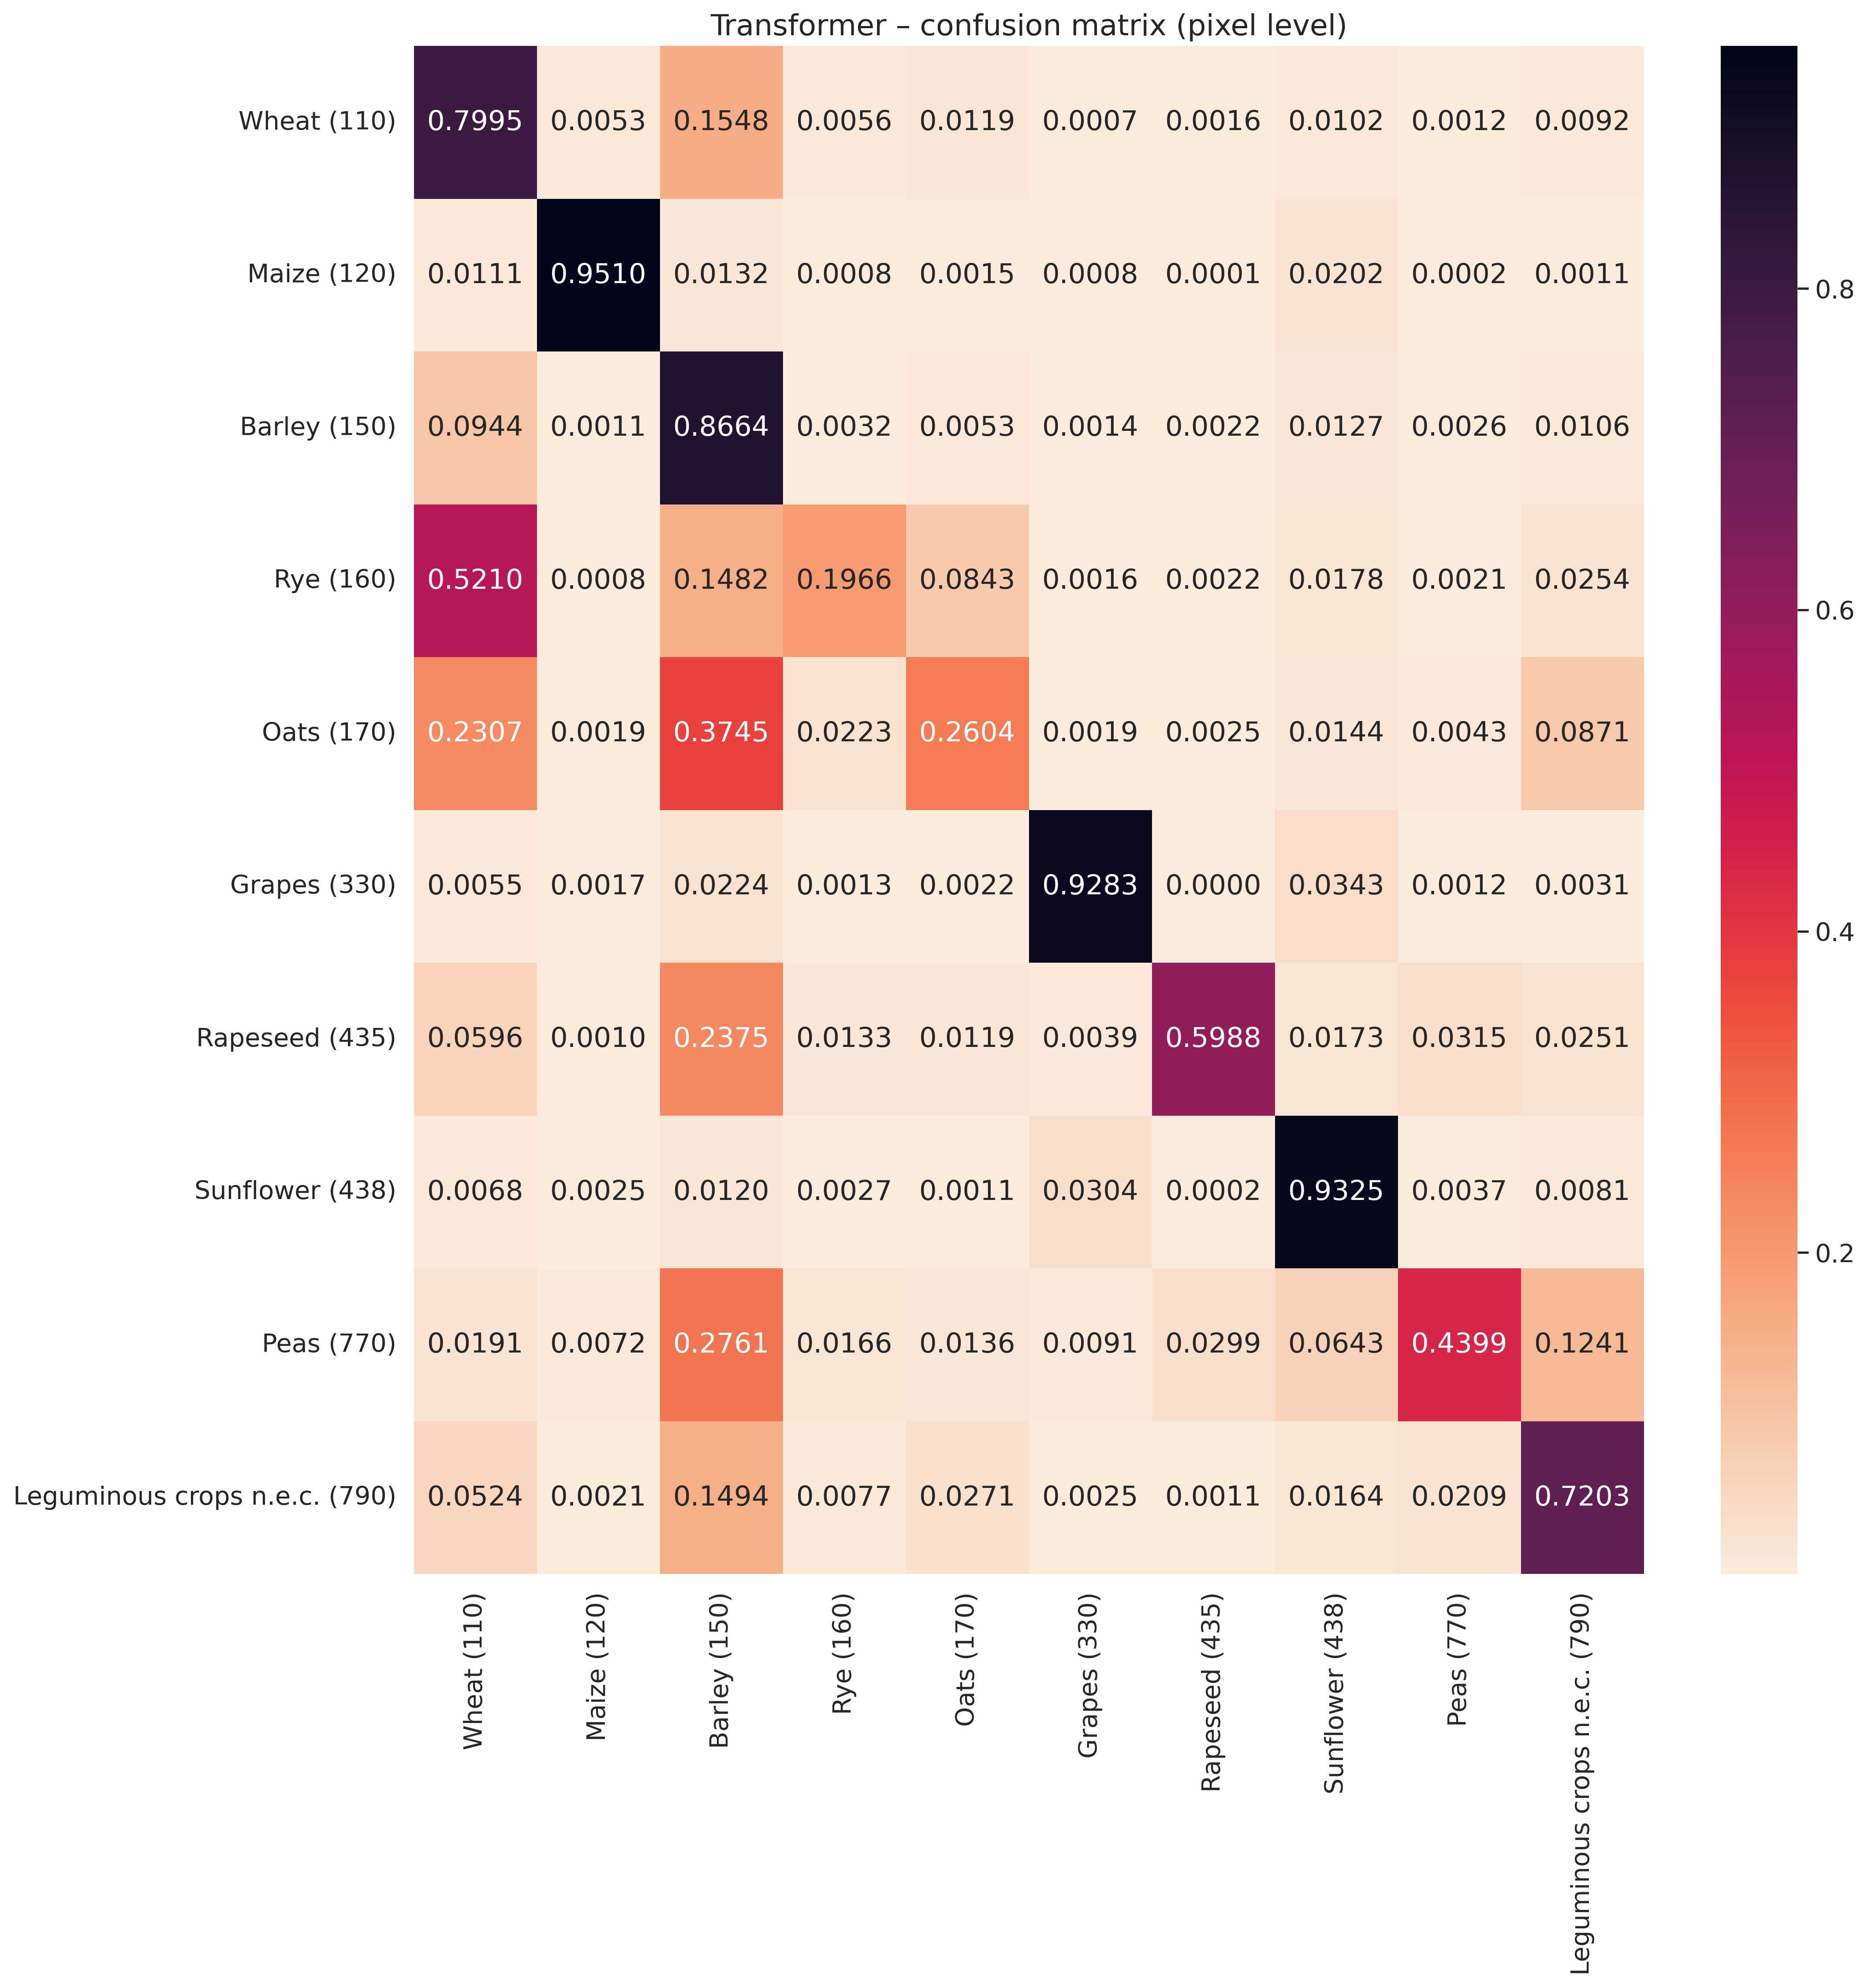 Transformer – confusion matrix (pixel level)
Wheat (110) 0.7995 0.0053 0.1548 0.0056 0.0119 0.0007 0.0016 0.0102 0.0012 0.0092
Maize (120) 0.0111 0.9510 0.0132 0.0008 0.0015 0.0008 0.0001 0.0202 0.0002 0.0011
Barley (150) 0.0944 0.0011 0.8664 0.0032 0.0053 0.0014 0.0022 0.0127 0.0026 0.0106
Rye (160) 0.5210 0.0008 0.1482 0.1966 0.0843 0.0016 0.0022 0.0178 0.0021 0.0254
Oats (170) 0.2307 0.0019 0.3745 0.0223 0.2604 0.0019 0.0025 0.0144 0.0043 0.0871
Grapes (330) 0.0055 0.0017 0.0224 0.0013 0.0022 0.9283 0.0000 0.0343 0.0012 0.0031
Rapeseed (435) 0.0596 0.0010 0.2375 0.0133 0.0119 0.0039 0.5988 0.0173 0.0315 0.0251
Sunflower (438) 0.0068 0.0025 0.0120 0.0027 0.0011 0.0304 0.0002 0.9325 0.0037 0.0081
Peas (770) 0.0191 0.0072 0.2761 0.0166 0.0136 0.0091 0.0299 0.0643 0.4399 0.1241
Leguminous crops n.e.c. (790) 0.0524 0.0021 0.1494 0.0077 0.0271 0.0025 0.0011 0.0164 0.0209 0.7203
Wheat (110)
Maize (120)
Barley (150)
Rye (160)
Oats (170)
Grapes (330)
Rapeseed (435)
Sunflower (438)
Peas (770)
Leguminous crops n.e.c. (790)
0.8
0.6
0.4
0.2